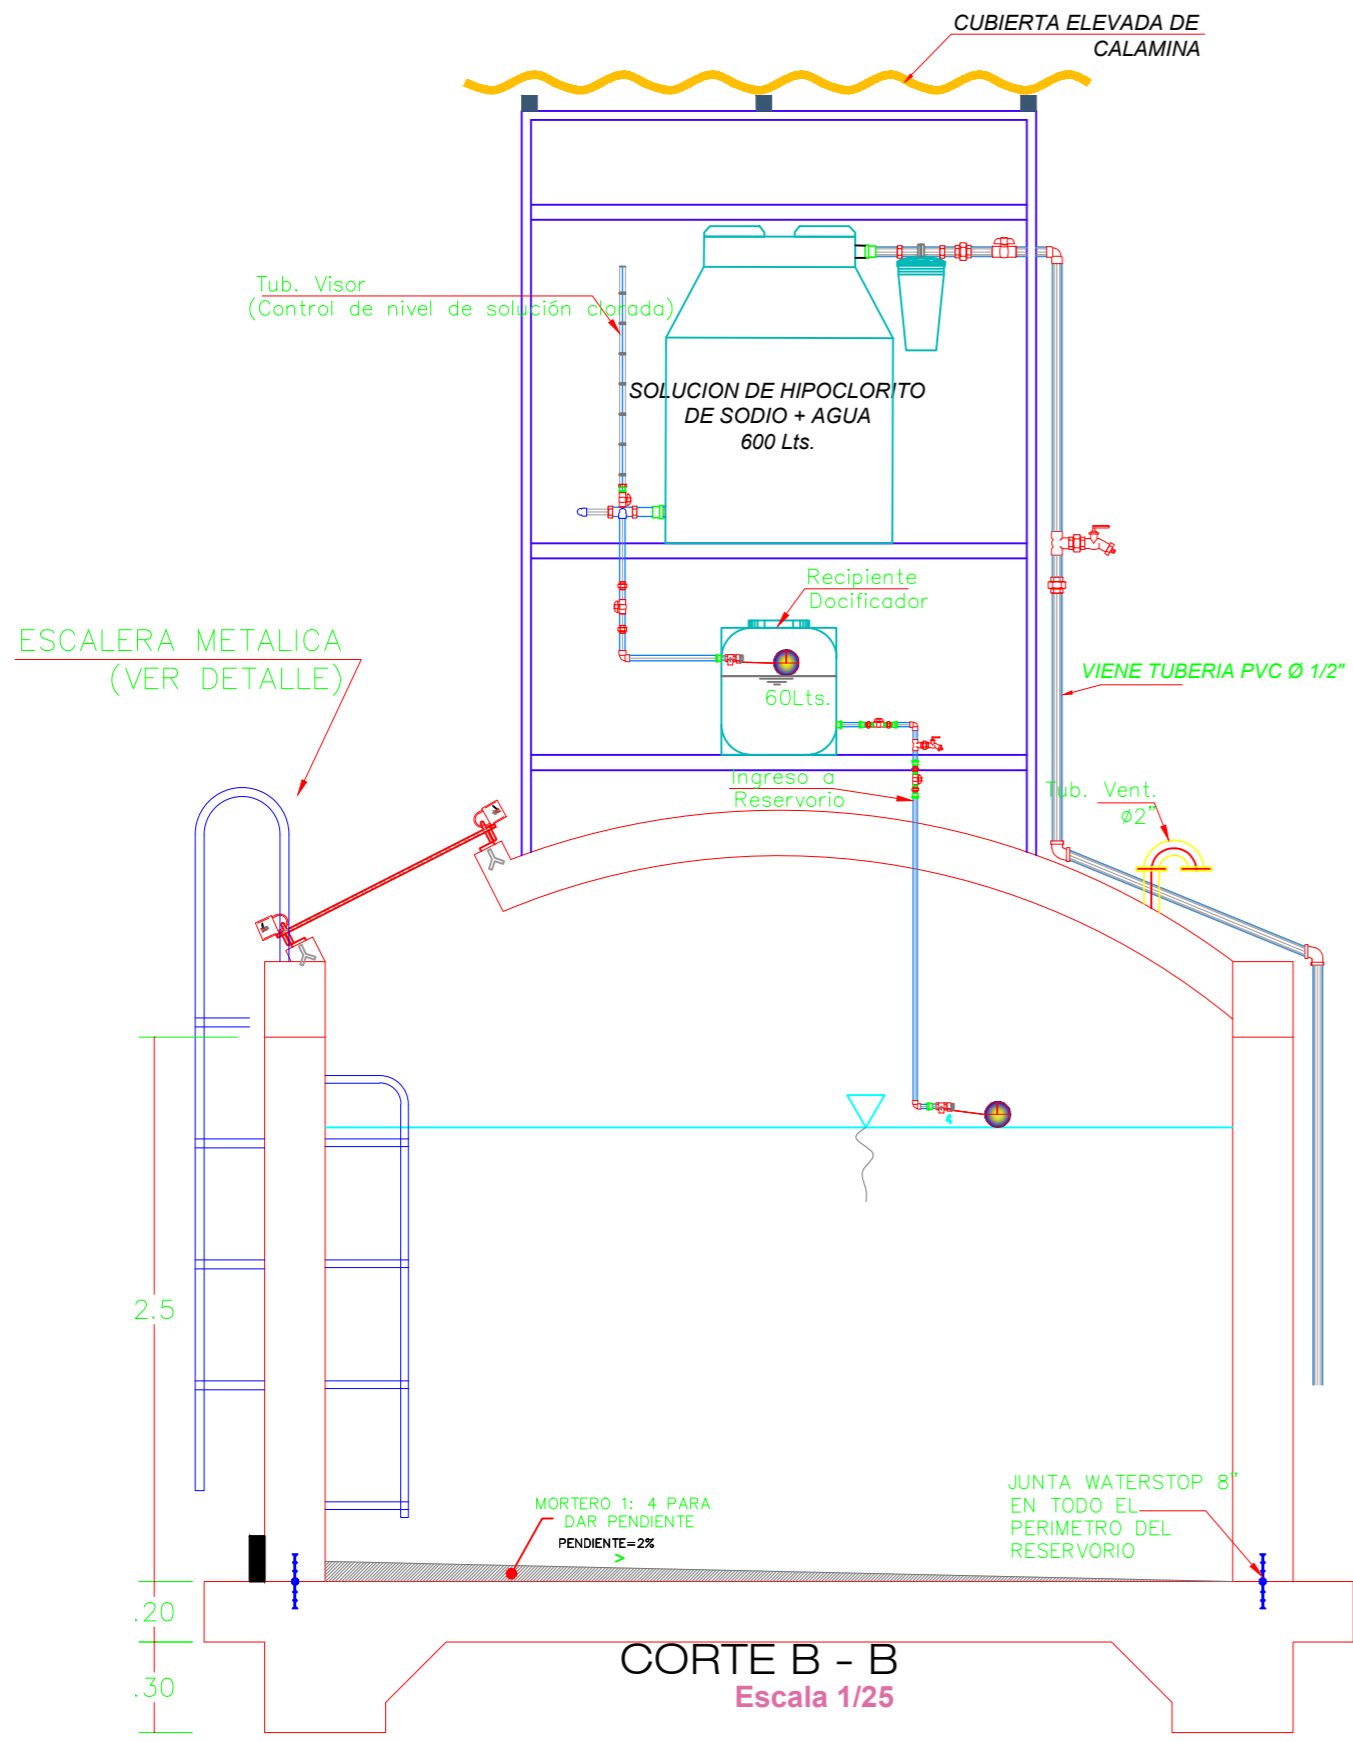 CUBIERTA ELEVADA DE
CALAMINA
Tub. Visor
(Control de nivel de solución clorada)
SOLUCION DE HIPOCLORITO
DE SODIO + AGUA
600 Lts.
Recipiente
Docificador
ESCALERA METALICA
(VER DETALLE)
VIENE TUBERIA PVC Ø 1/2"
60Lts.
Ingreso a
Reservorio
Tub. Vent.
ø2"
2.5
MORTERO 1: 4 PARA
DAR PENDIENTE
PENDIENTE=2%
>
JUNTA WATERSTOP 8"
EN TODO EL
PERIMETRO DEL
RESERVORIO
.20
.30
CORTE B - B
Escala 1/25